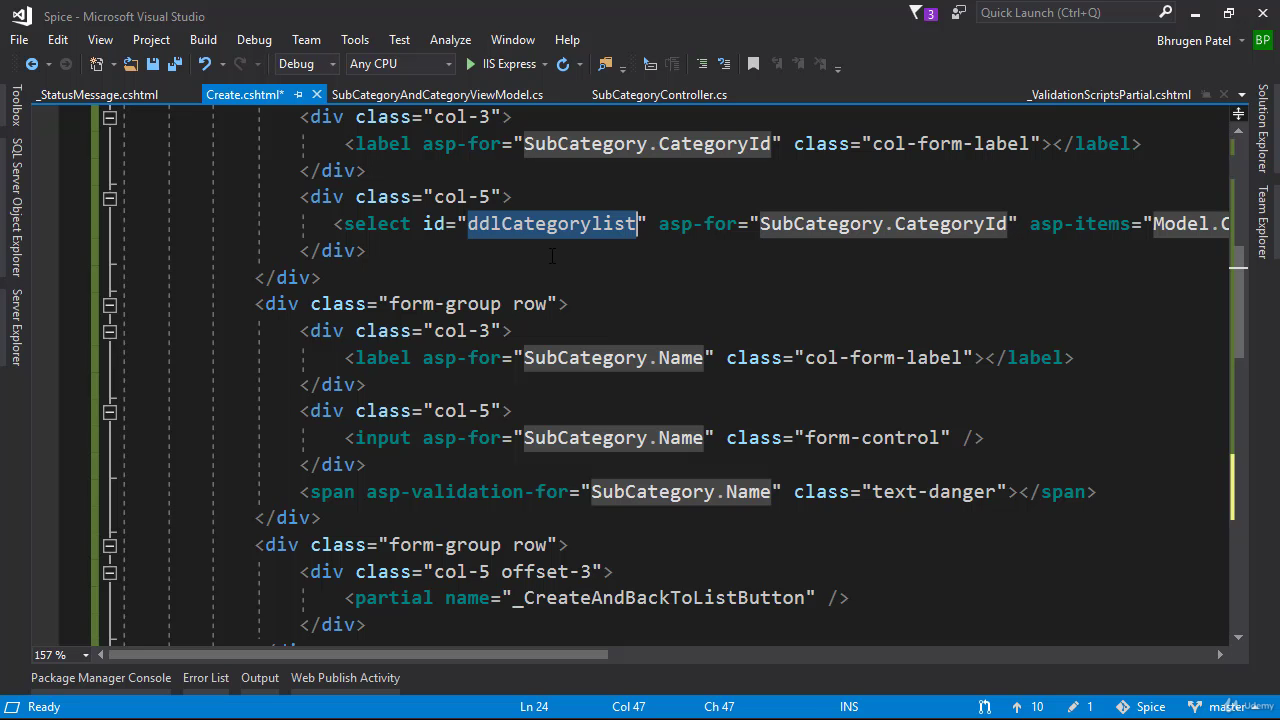 Spice - Microsoft Visual Studio
3
Quick Launch (Ctrl+Q)
File Edit View Project Build Debug Team Tools Test Analyze Window Help
Bhrugen Patel BP
Debug Any CPU IIS Express
_StatusMessage.cshtml Create.cshtml* SubCategoryAndCategoryViewModel.cs SubCategoryController.cs _ValidationScriptsPartial.cshtml
Toolbox
SQL Server Object Explorer
Server Explorer
Solution Explorer
Team Explorer
<div class="col-3">
<label asp-for="SubCategory.CategoryId" class="col-form-label"></label>
</div>
<div class="col-5">
<select id="ddlCategorylist" asp-for="SubCategory.CategoryId" asp-items="Model.C
</div>
</div>
<div class="form-group row">
<div class="col-3">
<label asp-for="SubCategory.Name" class="col-form-label"></label>
</div>
<div class="col-5">
<input asp-for="SubCategory.Name" class="form-control" />
</div>
<span asp-validation-for="SubCategory.Name" class="text-danger"></span>
</div>
<div class="form-group row">
<div class="col-5 offset-3">
<partial name="_CreateAndBackToListButton" />
</div>
157 %
Package Manager Console Error List Output Web Publish Activity
Ready Ln 24 Col 47 Ch 47 INS 10 1 Spice master
Udemy